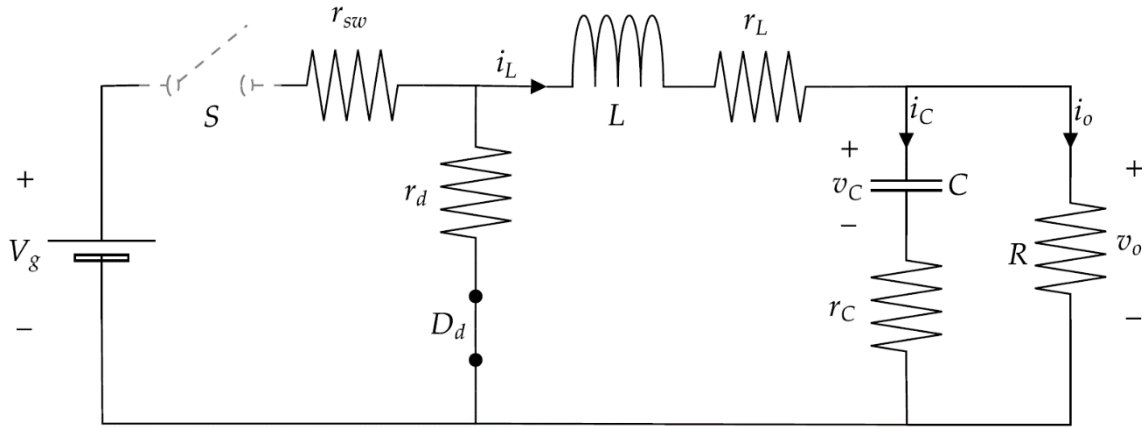 r_sw
i_L
r_L
S
L
i_C
i_o
+
+
+
r_d
v_C
C
−
V_g
R
v_o
D_d
r_C
−
−